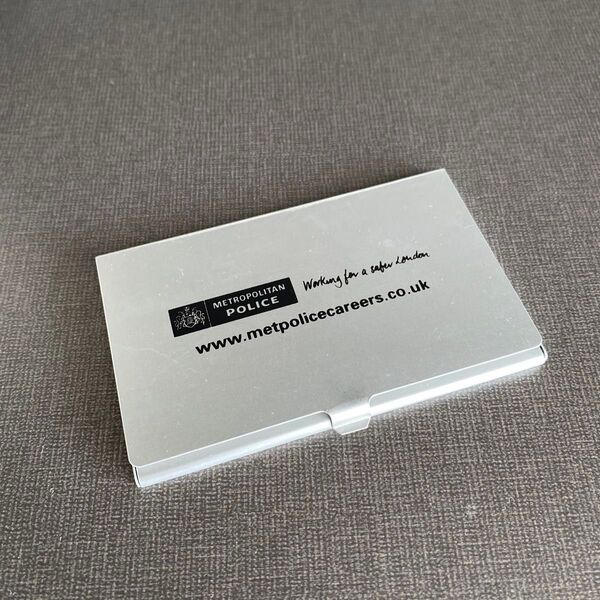 METROPOLITAN
POLICE
Working for a safer London
www.metpolicecareers.co.uk